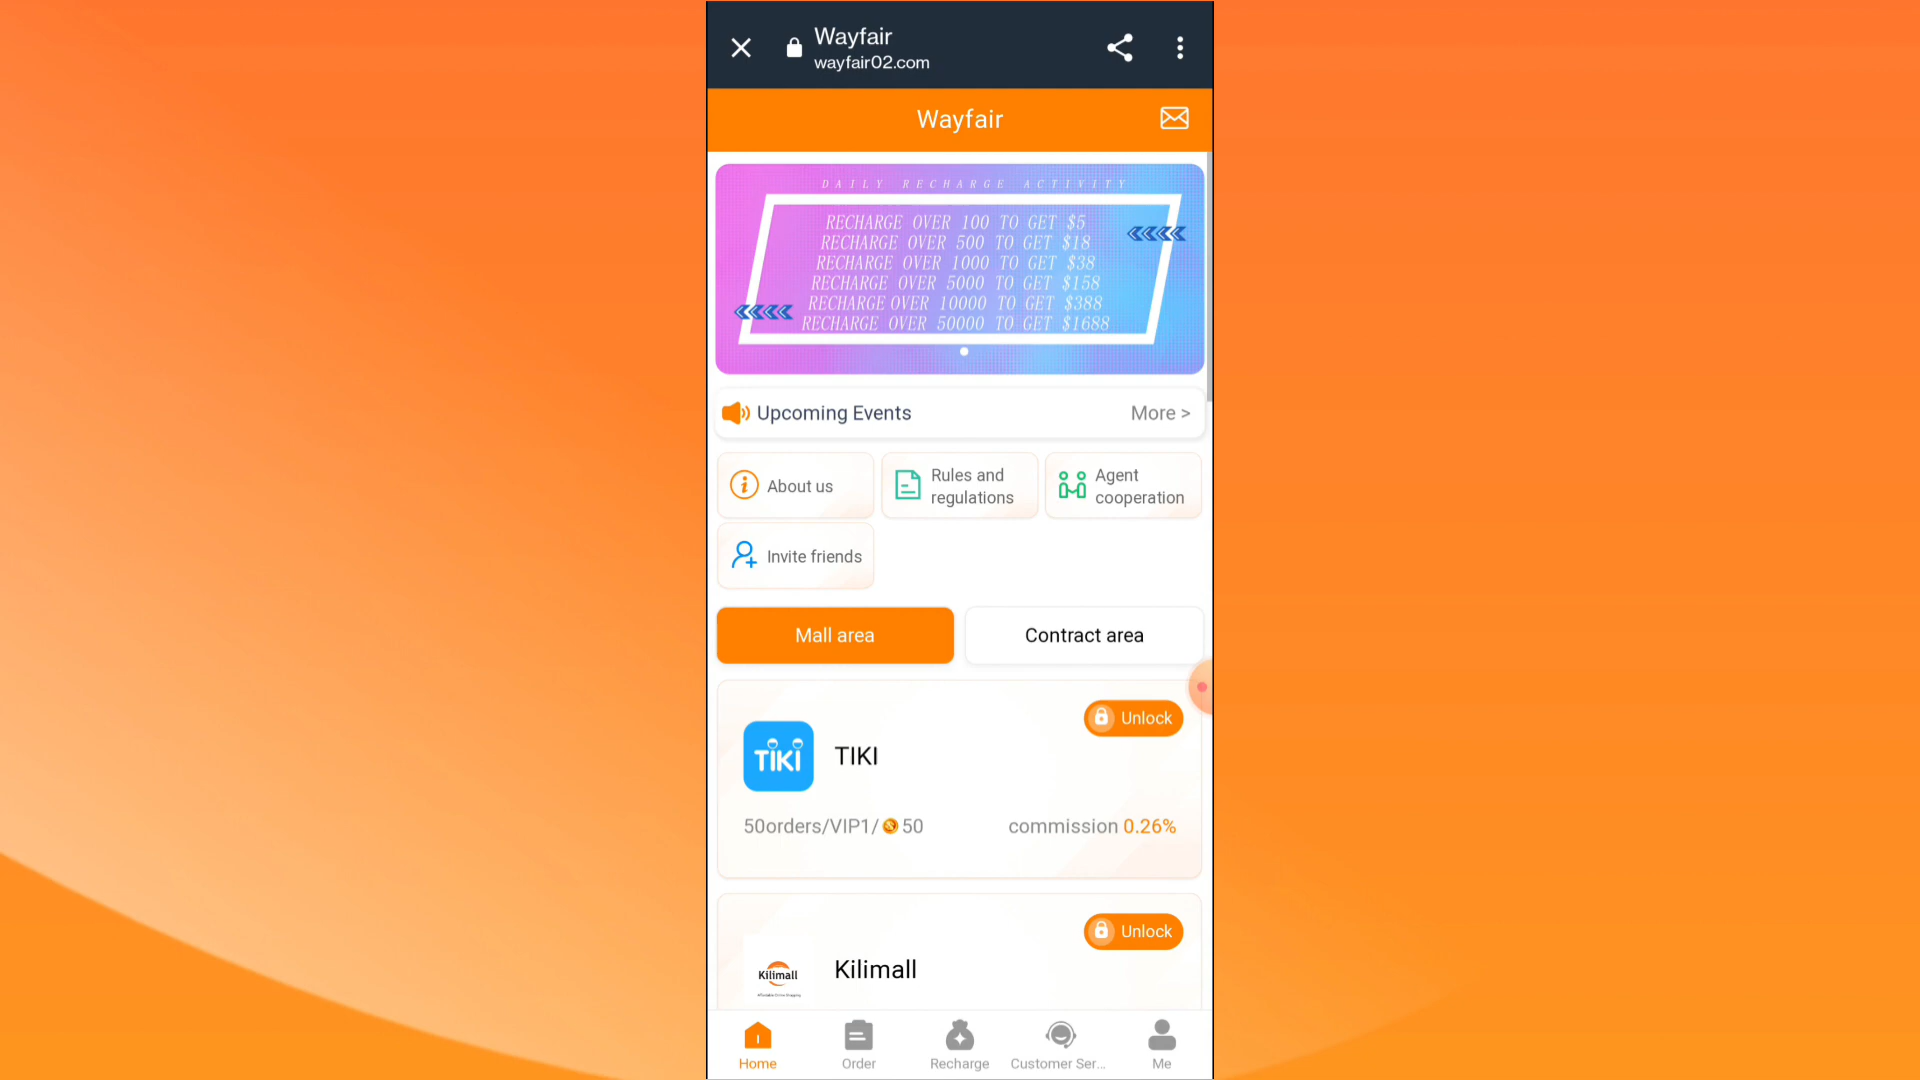 Wayfair
wayfair02.com
Wayfair
DAILY RECHARGE ACTIVITY
RECHARGE OVER 100 TO GET $5
RECHARGE OVER 500 TO GET $18
RECHARGE OVER 1000 TO GET $38
RECHARGE OVER 5000 TO GET $158
RECHARGE OVER 10000 TO GET $388
RECHARGE OVER 50000 TO GET $1688
Upcoming Events More >
About us
Rules and
regulations
Agent
cooperation
Invite friends
Mall area Contract area
Unlock
TIKI TIKI
50orders/VIP1/ 50 commission 0.26%
Unlock
Kilimall Kilimall
Affordable Online Shopping
Home Order Recharge Customer Ser... Me